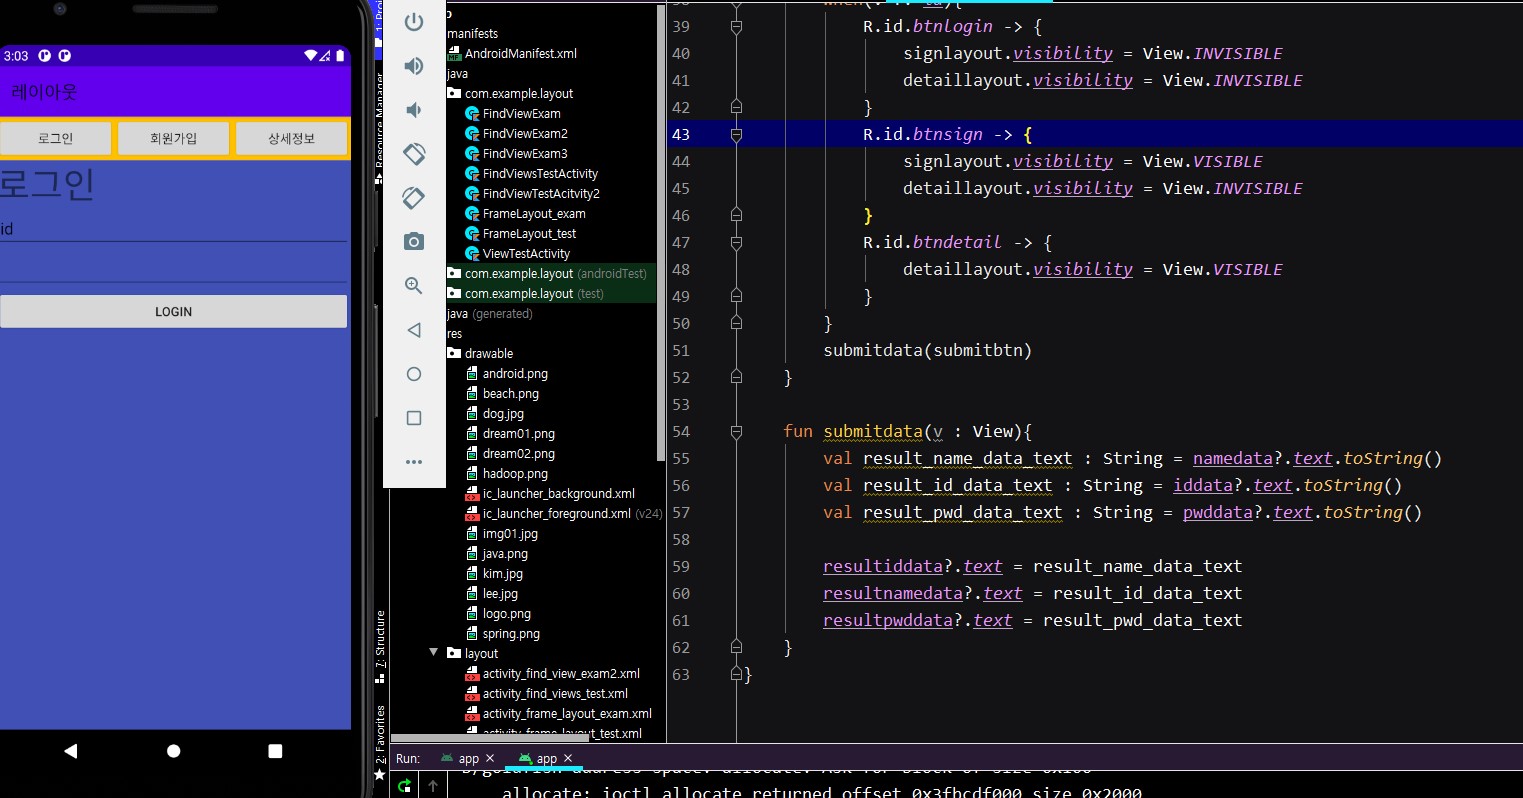 3:03
레이아웃
로그인
회원가입
상세정보
로그인
id
LOGIN
Resource Manager
7: Structure
2: Favorites
manifests
AndroidManifest.xml
java
com.example.layout
FindViewExam
FindViewExam2
FindViewExam3
FindViewsTestActivity
FindViewTestAcitvity2
FrameLayout_exam
FrameLayout_test
ViewTestActivity
com.example.layout (androidTest)
com.example.layout (test)
java (generated)
res
drawable
android.png
beach.png
dog.jpg
dream01.png
dream02.png
hadoop.png
ic_launcher_background.xml
ic_launcher_foreground.xml (v24)
img01.jpg
java.png
kim.jpg
lee.jpg
logo.png
spring.png
layout
activity_find_view_exam2.xml
activity_find_views_test.xml
activity_frame_layout_exam.xml
activity_frame_layout_test.xml
39 R.id.btnlogin -> {
40 signlayout.visibility = View.INVISIBLE
41 detaillayout.visibility = View.INVISIBLE
42 }
43 R.id.btnsign -> {
44 signlayout.visibility = View.VISIBLE
45 detaillayout.visibility = View.INVISIBLE
46 }
47 R.id.btndetail -> {
48 detaillayout.visibility = View.VISIBLE
49 }
50 }
51 submitdata(submitbtn)
52 }
53
54 fun submitdata(v : View){
55 val result_name_data_text : String = namedata?.text.toString()
56 val result_id_data_text : String = iddata?.text.toString()
57 val result_pwd_data_text : String = pwddata?.text.toString()
58
59 resultiddata?.text = result_name_data_text
60 resultnamedata?.text = result_id_data_text
61 resultpwddata?.text = result_pwd_data_text
62 }
63 }
Run: app × app ×
allocate: ioctl allocate returned offset 0x3fbcdf000 size 0x2000